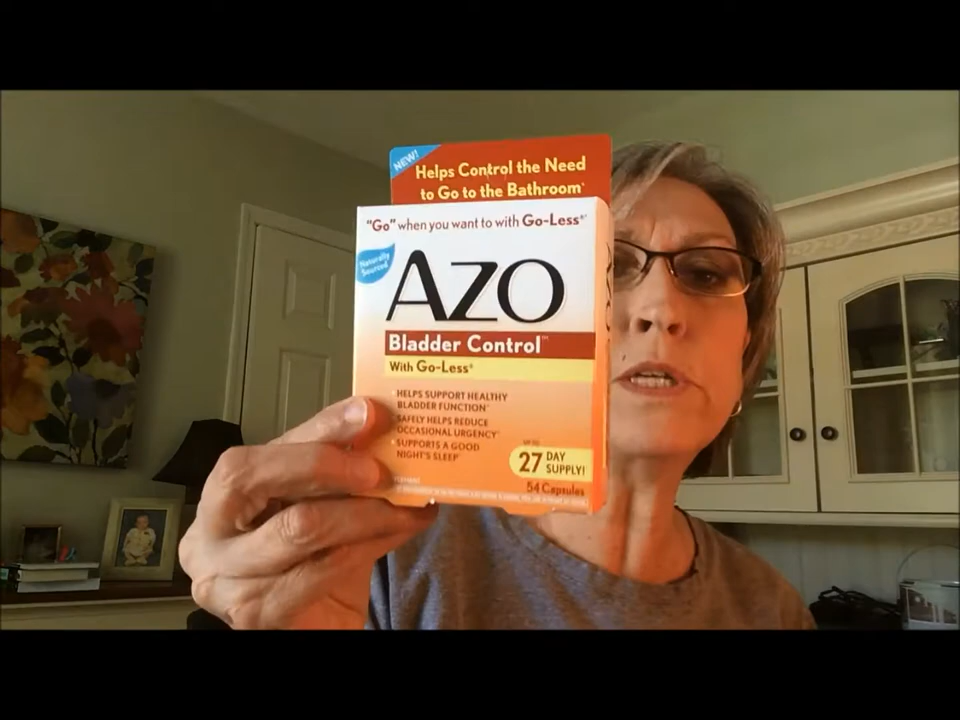 NEW!
Helps Control the Need
to Go to the Bathroom*
"Go" when you want to with Go-Less®*
Naturally
Sourced
AZO
Bladder Control™
With Go-Less®
HELPS SUPPORT HEALTHY
BLADDER FUNCTION*
SAFELY HELPS REDUCE
OCCASIONAL URGENCY*
SUPPORTS A GOOD
NIGHT'S SLEEP*
UP TO
27 DAY
SUPPLY!
54 Capsules